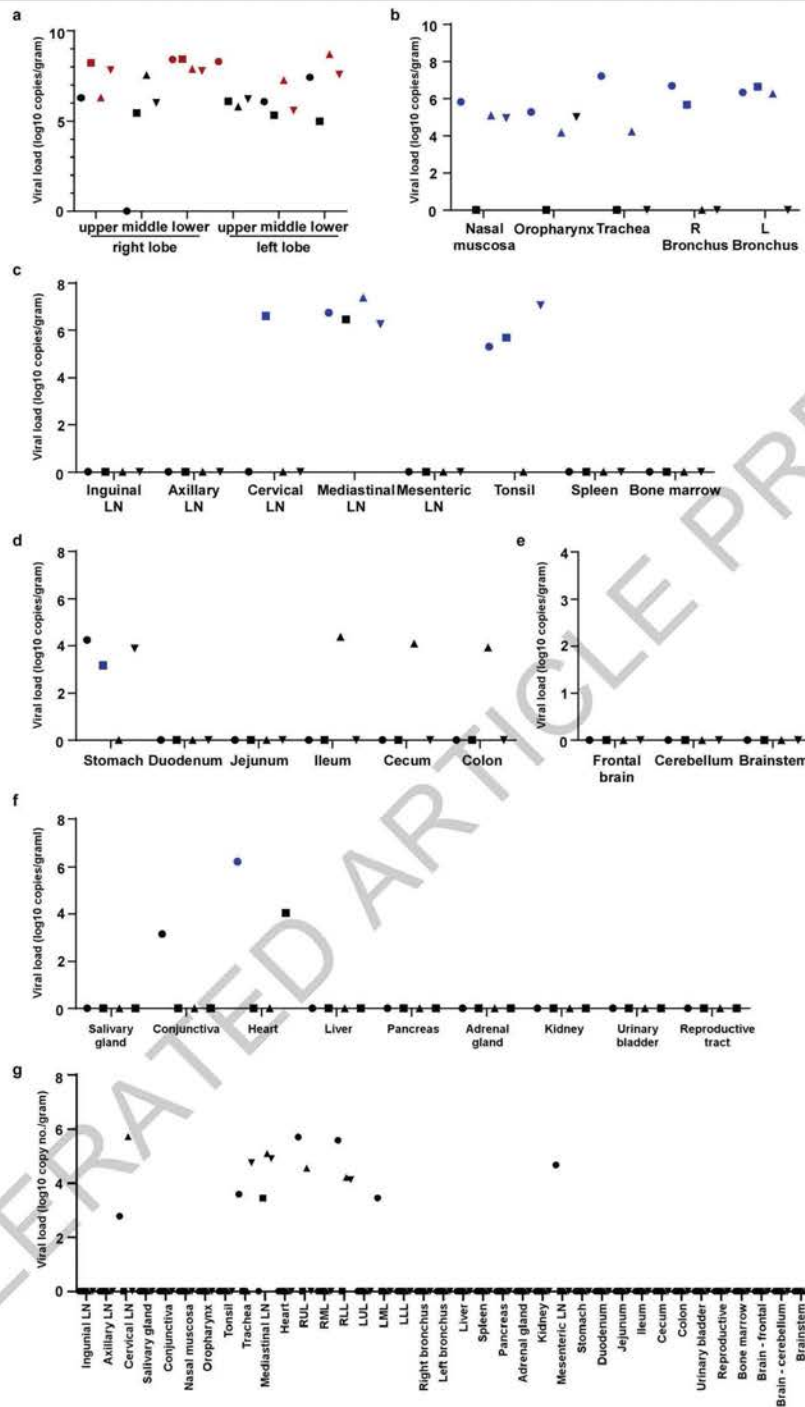 a
Viral load (log10 copies/gram)
10
5
0
upper middle lower upper middle lower
right lobe left lobe
b
Viral load (log10 copies/gram)
10
8
6
4
2
0
Nasal muscosa
Oropharynx
Trachea
R Bronchus
L Bronchus
c
Viral load (log10 copies/gram)
8
6
4
2
0
Inguinal LN
Axillary LN
Cervical LN
Mediastinal LN
Mesenteric LN
Tonsil
Spleen
Bone marrow
d
Viral load (log10 copies/gram)
8
6
4
2
0
Stomach
Duodenum
Jejunum
Ileum
Cecum
Colon
e
Viral load (log10 copies/gram)
4
3
2
1
0
Frontal brain
Cerebellum
Brainstem
f
Viral load (log10 copies/graml)
8
6
4
2
0
Salivary gland
Conjunctiva
Heart
Liver
Pancreas
Adrenal gland
Kidney
Urinary bladder
Reproductive tract
g
Viral load (log10 copy no./gram)
8
6
4
2
0
Ingunial LN
Axillary LN
Cervical LN
Salivary gland
Conjunctiva
Nasal muscosa
Oropharynx
Tonsil
Trachea
Mediastinal LN
Heart
RUL
RML
RLL
LUL
LML
LLL
Right bronchus
Left bronchus
Liver
Spleen
Pancreas
Adrenal gland
Kidney
Mesenteric LN
Stomach
Duodenum
Jejunum
Ileum
Cecum
Colon
Urinary bladder
Reproductive
Bone marrow
Brain - frontal
Brain - cerebellum
Brainstem
ELERATED ARTICLE PRE